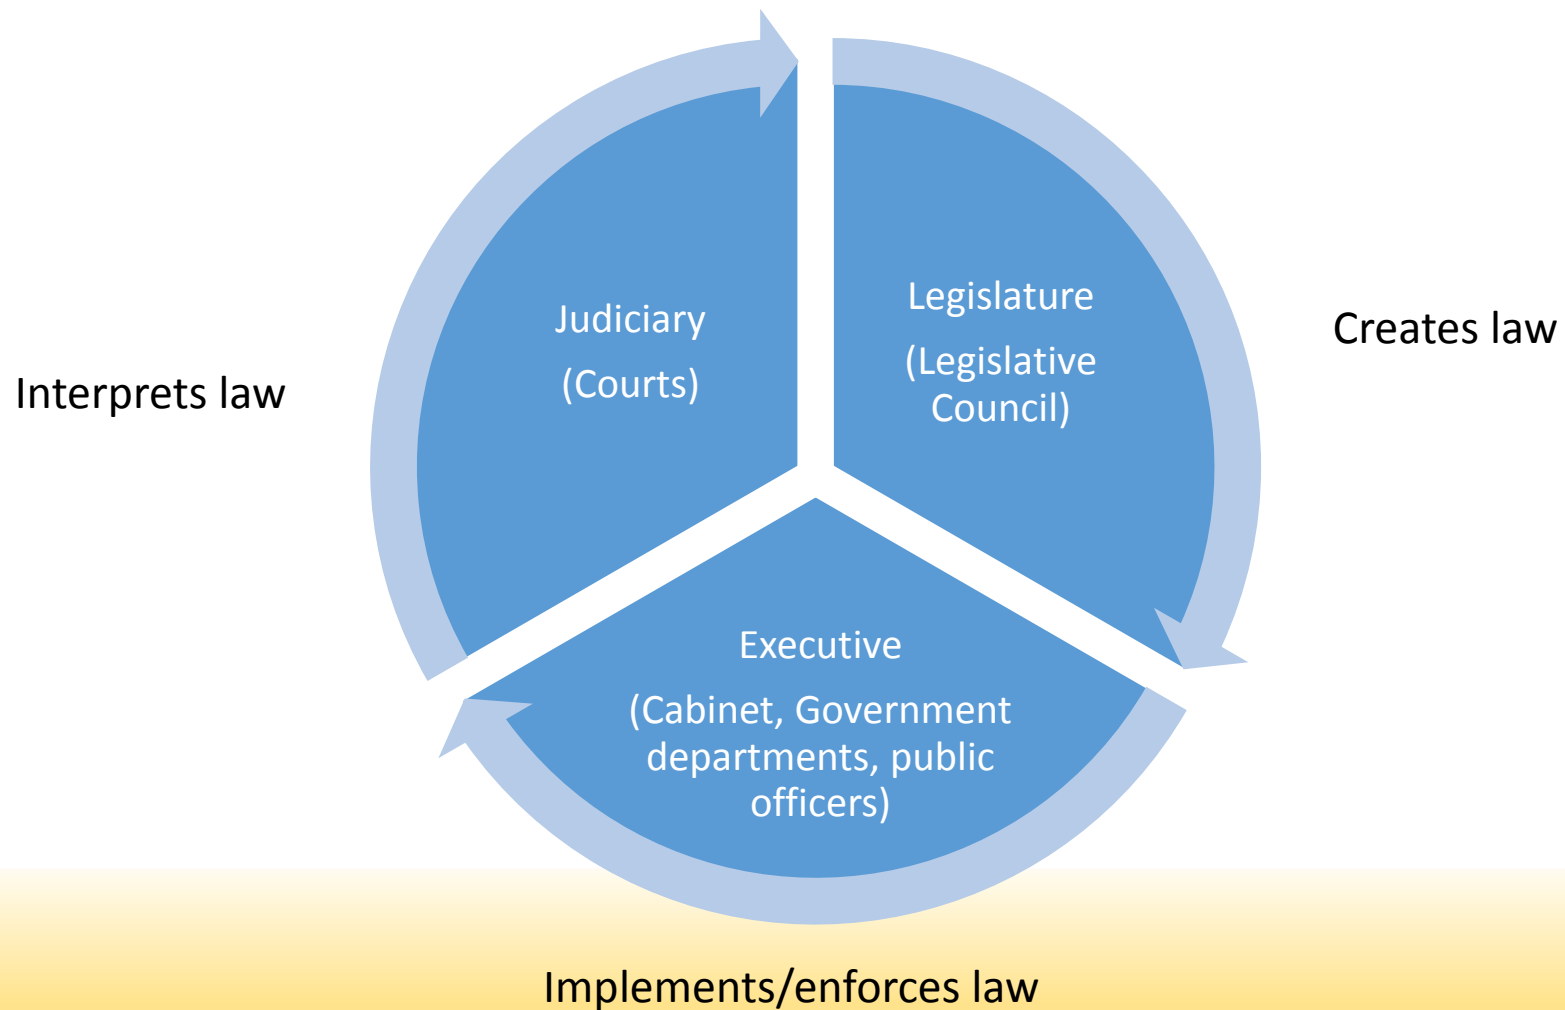 Judiciary
(Courts)
Legislature
(Legislative
Council)
Creates law
Interprets law
Executive
(Cabinet, Government
departments, public
officers)
Implements/enforces law